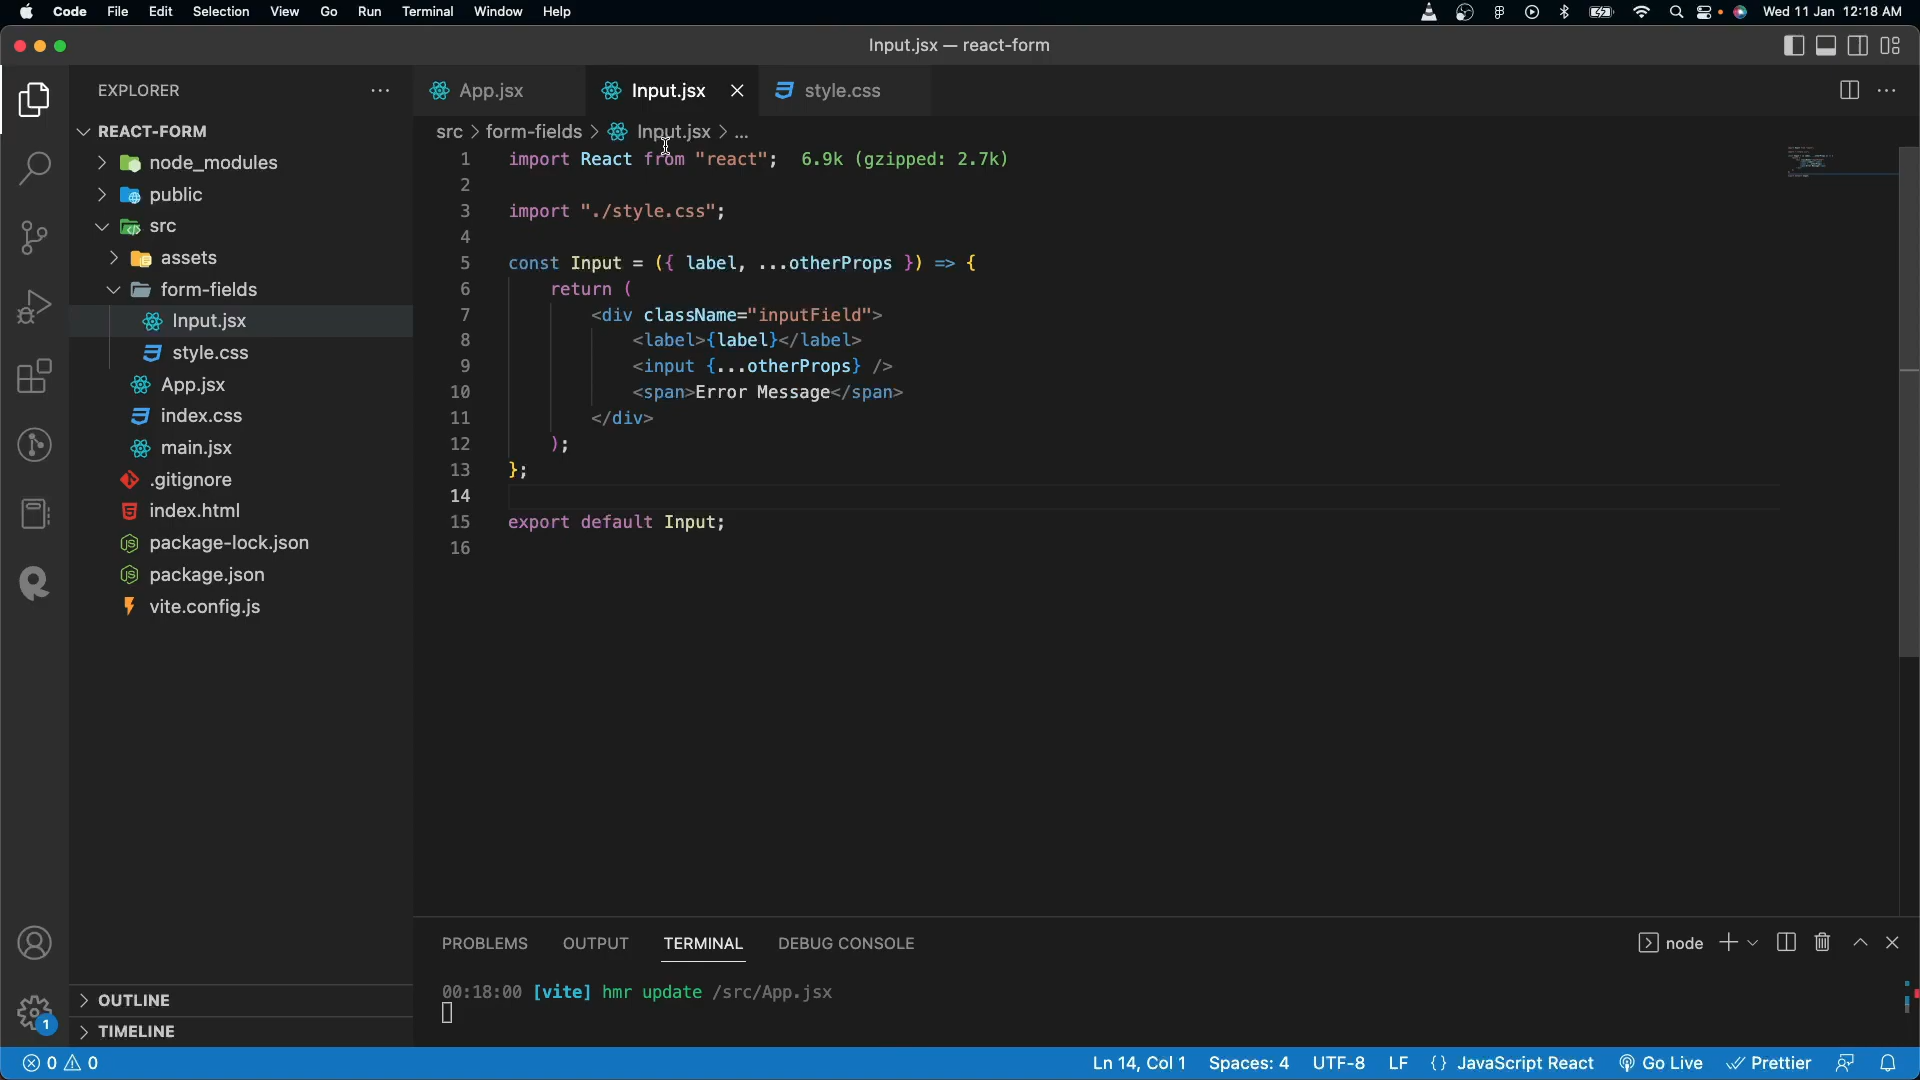 Code File Edit Selection View Go Run Terminal Window Help Wed 11 Jan 12:18 AM
Input.jsx — react-form
EXPLORER
REACT-FORM
node_modules
public
src
assets
form-fields
Input.jsx
style.css
App.jsx
index.css
main.jsx
.gitignore
index.html
package-lock.json
package.json
vite.config.js
OUTLINE
TIMELINE
App.jsx Input.jsx style.css
src > form-fields > Input.jsx > ...
1 import React from "react"; 6.9k (gzipped: 2.7k)
2
3 import "./style.css";
4
5 const Input = ({ label, ...otherProps }) => {
6 return (
7 <div className="inputField">
8 <label>{label}</label>
9 <input {...otherProps} />
10 <span>Error Message</span>
11 </div>
12 );
13 };
14
15 export default Input;
16
PROBLEMS OUTPUT TERMINAL DEBUG CONSOLE node
00:18:00 [vite] hmr update /src/App.jsx
1
0 0 Ln 14, Col 1 Spaces: 4 UTF-8 LF {} JavaScript React Go Live Prettier